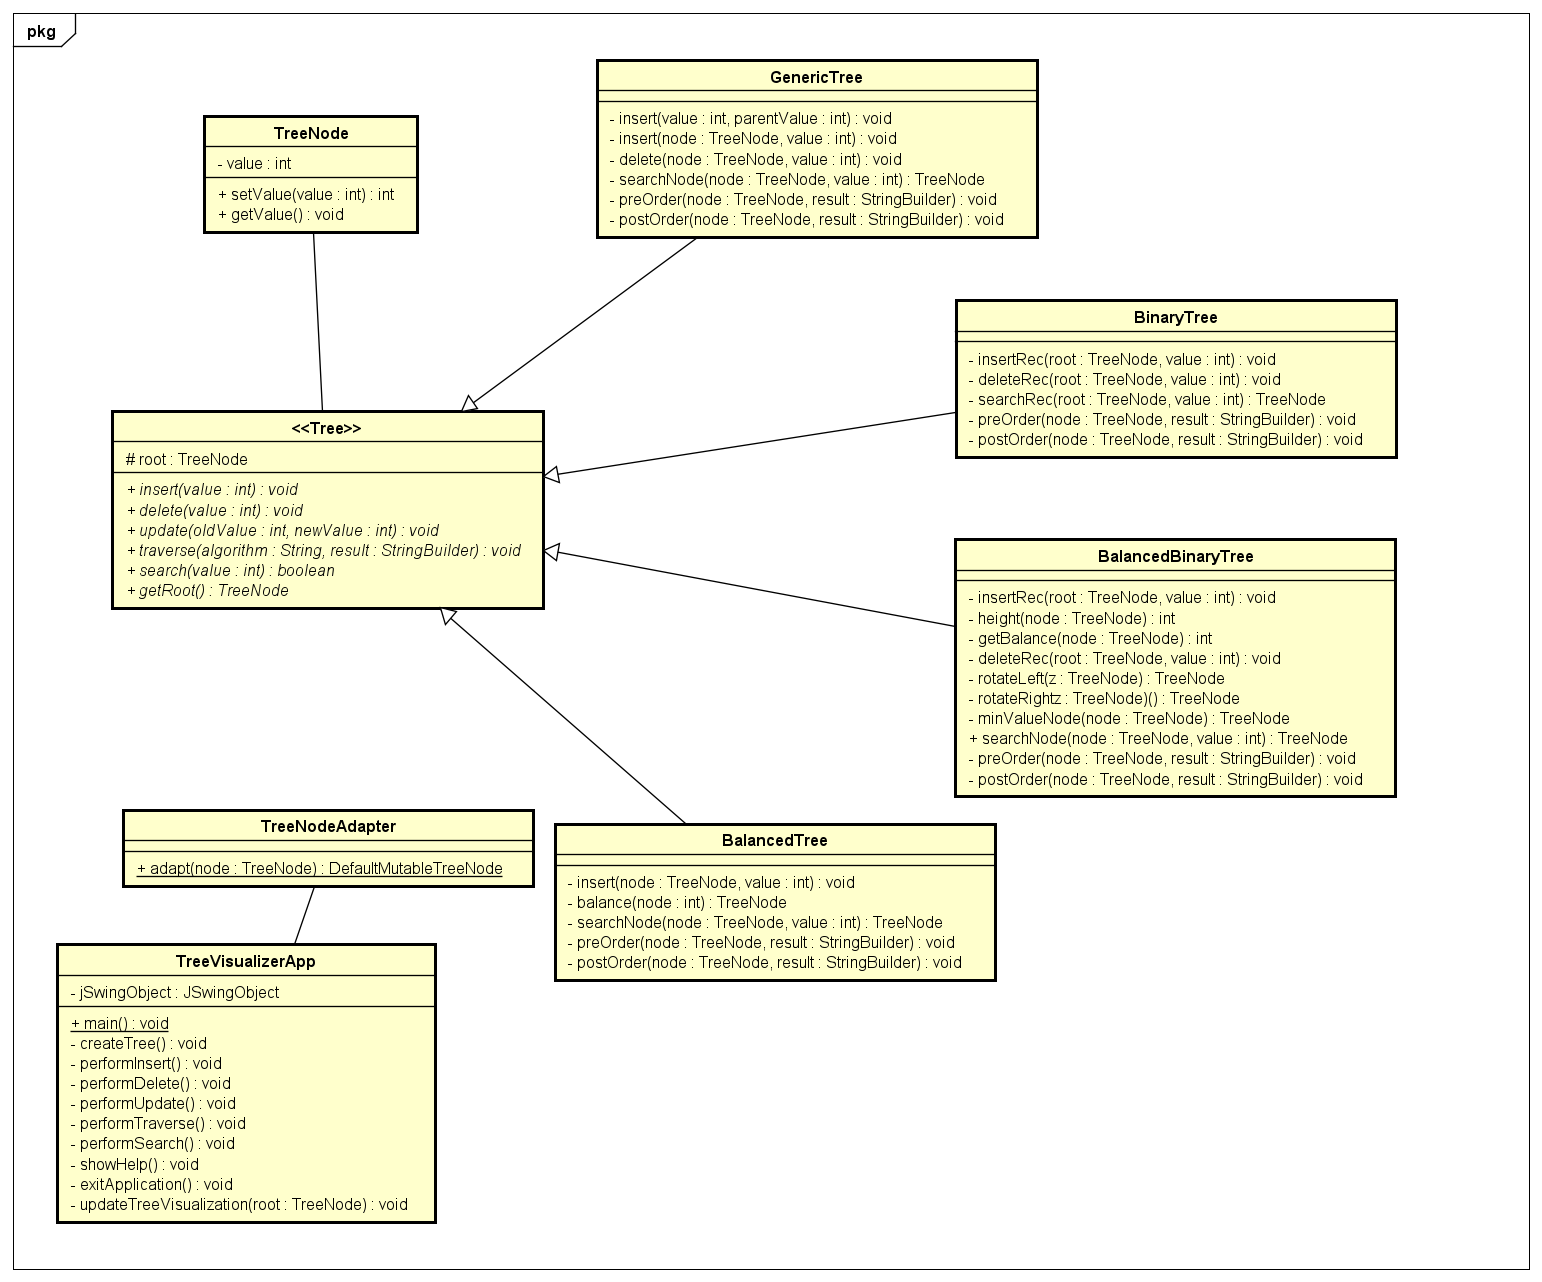 pkg
GenericTree
- insert(value : int, parentValue : int) : void
- insert(node : TreeNode, value : int) : void
- delete(node : TreeNode, value : int) : void
- searchNode(node : TreeNode, value : int) : TreeNode
- preOrder(node : TreeNode, result : StringBuilder) : void
- postOrder(node : TreeNode, result : StringBuilder) : void
TreeNode
- value : int
+ setValue(value : int) : int
+ getValue() : void
BinaryTree
- insertRec(root : TreeNode, value : int) : void
- deleteRec(root : TreeNode, value : int) : void
- searchRec(root : TreeNode, value : int) : TreeNode
- preOrder(node : TreeNode, result : StringBuilder) : void
- postOrder(node : TreeNode, result : StringBuilder) : void
<<Tree>>
# root : TreeNode
+ insert(value : int) : void
+ delete(value : int) : void
+ update(oldValue : int, newValue : int) : void
+ traverse(algorithm : String, result : StringBuilder) : void
+ search(value : int) : boolean
+ getRoot() : TreeNode
BalancedBinaryTree
- insertRec(root : TreeNode, value : int) : void
- height(node : TreeNode) : int
- getBalance(node : TreeNode) : int
- deleteRec(root : TreeNode, value : int) : void
- rotateLeft(z : TreeNode) : TreeNode
- rotateRightz : TreeNode)() : TreeNode
- minValueNode(node : TreeNode) : TreeNode
+ searchNode(node : TreeNode, value : int) : TreeNode
- preOrder(node : TreeNode, result : StringBuilder) : void
- postOrder(node : TreeNode, result : StringBuilder) : void
TreeNodeAdapter
+ adapt(node : TreeNode) : DefaultMutableTreeNode
BalancedTree
- insert(node : TreeNode, value : int) : void
- balance(node : int) : TreeNode
- searchNode(node : TreeNode, value : int) : TreeNode
- preOrder(node : TreeNode, result : StringBuilder) : void
- postOrder(node : TreeNode, result : StringBuilder) : void
TreeVisualizerApp
- jSwingObject : JSwingObject
+ main() : void
- createTree() : void
- performInsert() : void
- performDelete() : void
- performUpdate() : void
- performTraverse() : void
- performSearch() : void
- showHelp() : void
- exitApplication() : void
- updateTreeVisualization(root : TreeNode) : void